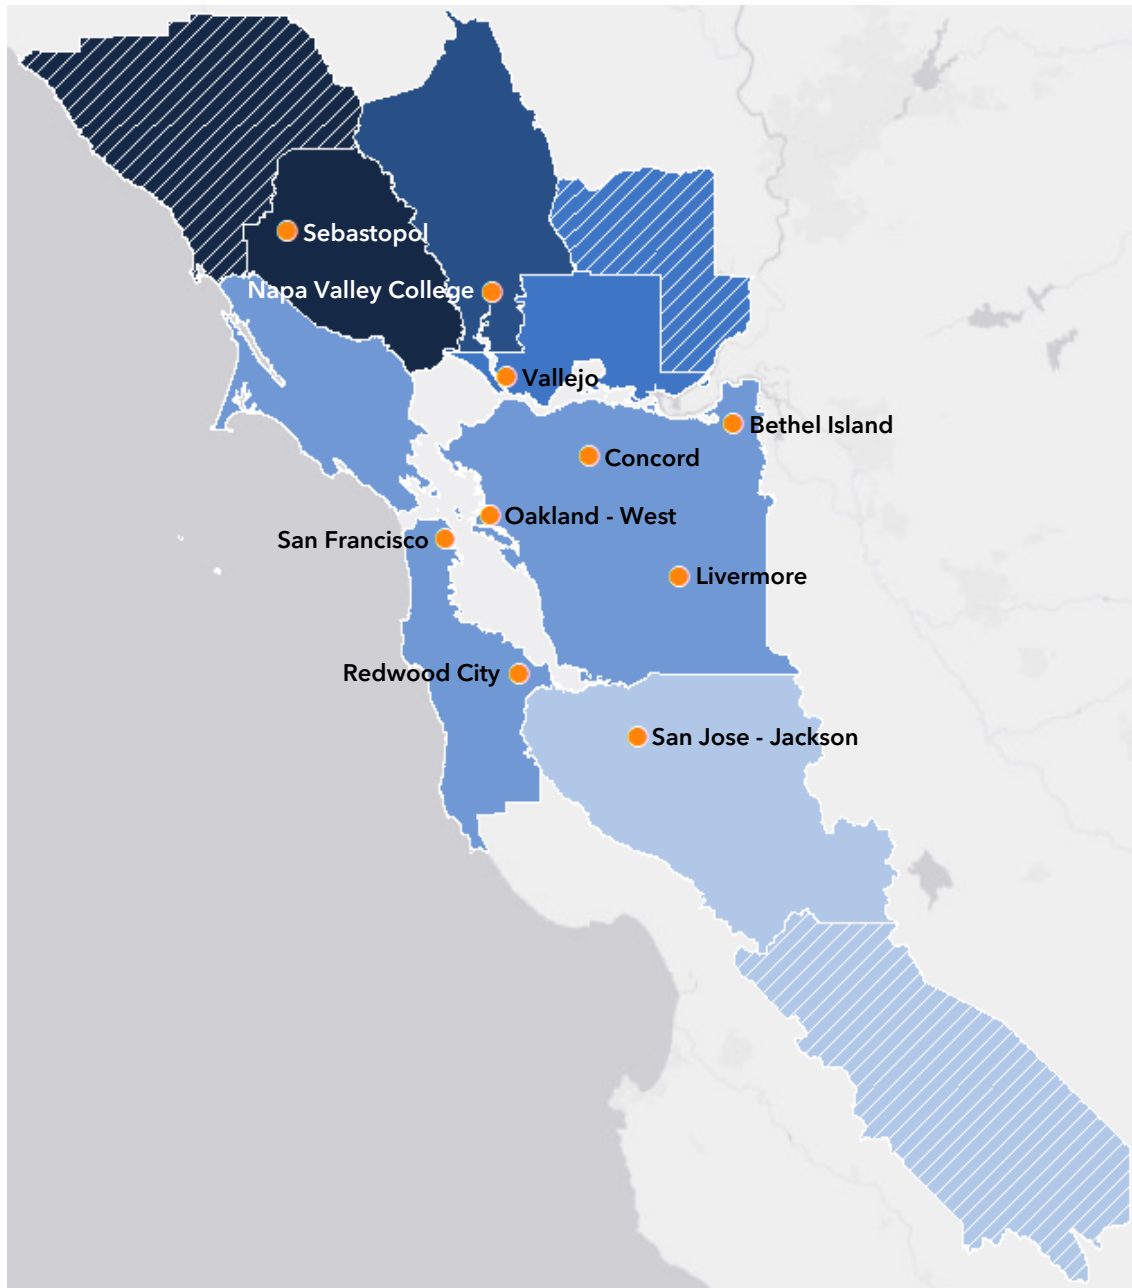 Sebastopol
Napa Valley College
Vallejo
Bethel Island
Concord
Oakland - West
San Francisco
Livermore
Redwood City
San Jose - Jackson